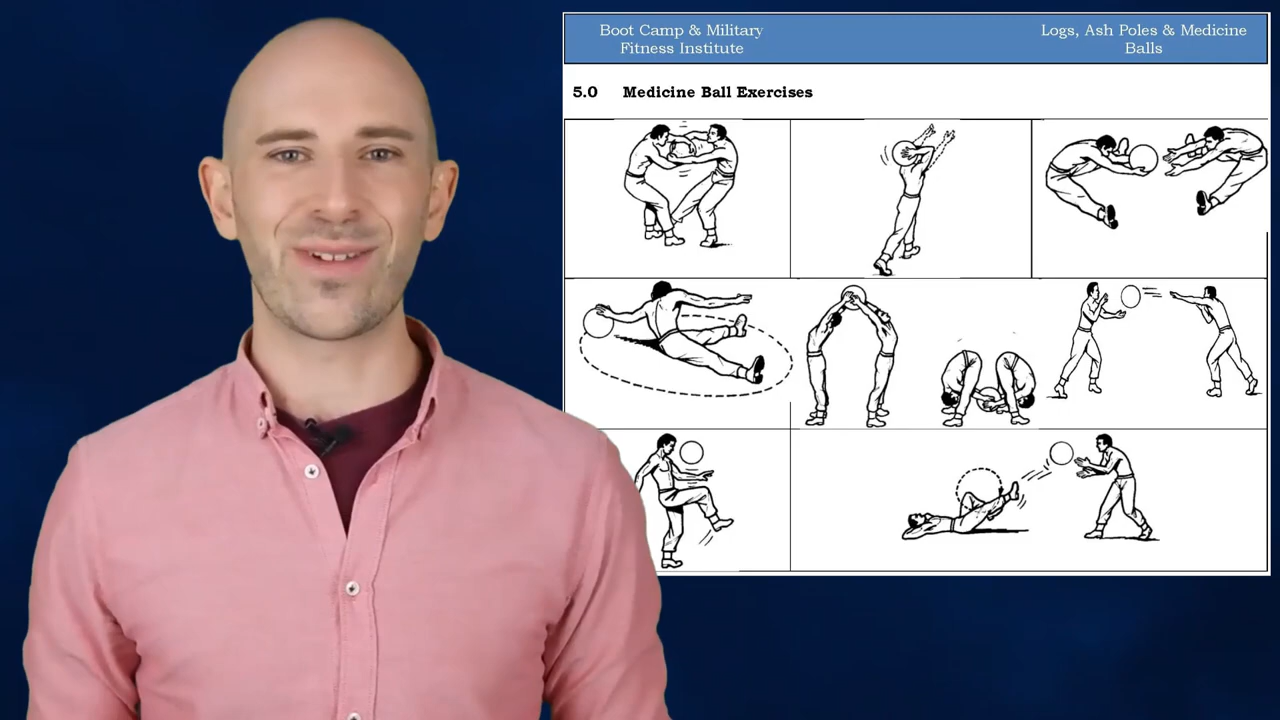 Boot Camp & Military
Fitness Institute
Logs, Ash Poles & Medicine
Balls
5.0 Medicine Ball Exercises